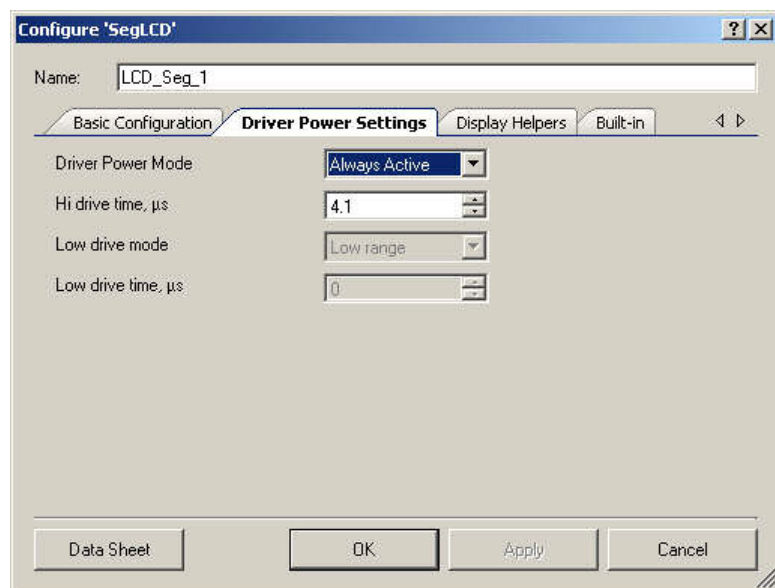 Configure 'SegLCD'
Name: LCD_Seg_1
Basic Configuration Driver Power Settings Display Helpers Built-in
Driver Power Mode Always Active
Hi drive time, µs 4.1
Low drive mode Low range
Low drive time, µs 0
Data Sheet OK Apply Cancel